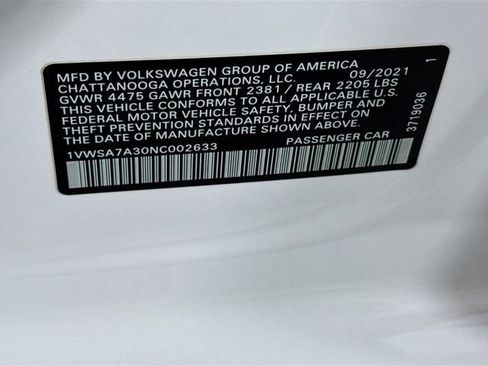 MFD BY VOLKSWAGEN GROUP OF AMERICA
CHATTANOOGA OPERATIONS, LLC. 09/2021
GVWR 4475 GAWR FRONT 2381 / REAR 2205 LBS
THIS VEHICLE CONFORMS TO ALL APPLICABLE U.S.
FEDERAL MOTOR VEHICLE SAFETY, BUMPER AND
THEFT PREVENTION STANDARDS IN EFFECT ON
THE DATE OF MANUFACTURE SHOWN ABOVE.
1VWSA7A30NC002633 PASSENGER CAR
3719036 1